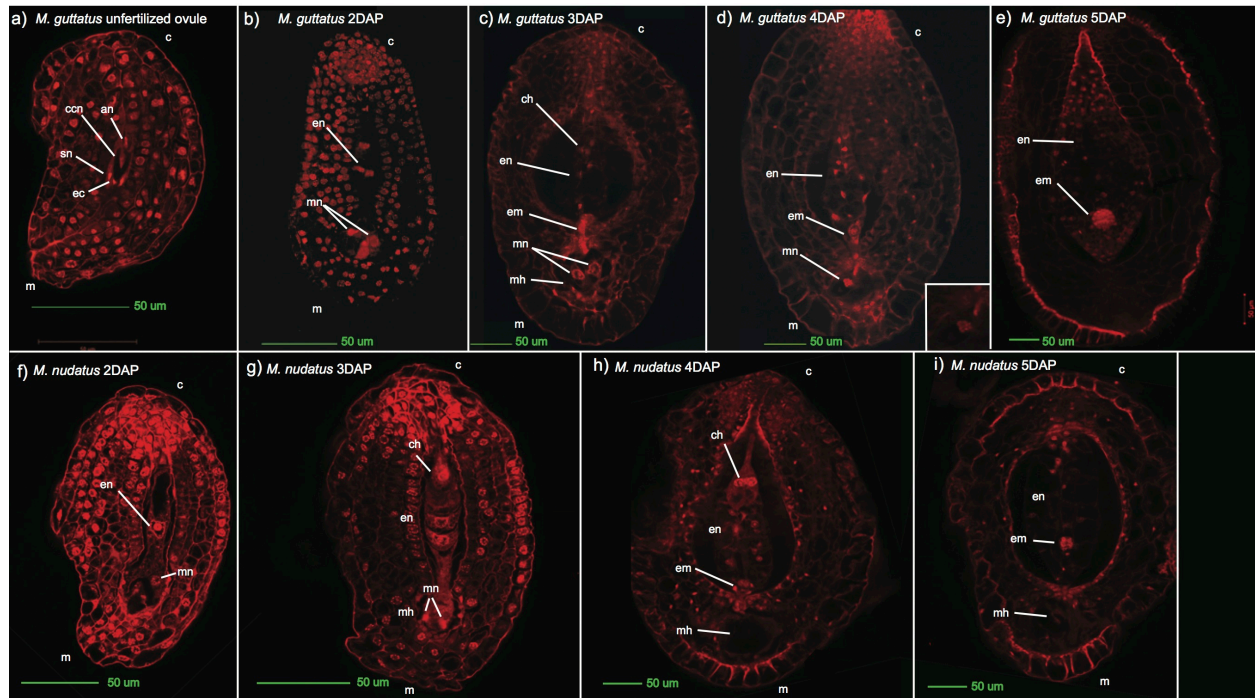 a) M. guttatus unfertilized ovule
c
ccn
an
sn
ec
m
50 um
b) M. guttatus 2DAP
c
en
mn
m
50 um
c) M. guttatus 3DAP
c
ch
en
em
mn
mh
m
50 um
d) M. guttatus 4DAP
c
en
em
mn
m
50 um
e) M. guttatus 5DAP
en
em
50 um
f) M. nudatus 2DAP
c
en
mn
m
50 um
g) M. nudatus 3DAP
c
ch
en
mn
mh
m
50 um
h) M. nudatus 4DAP
c
ch
en
em
mh
m
50 um
i) M. nudatus 5DAP
c
en
em
mh
m
50 um